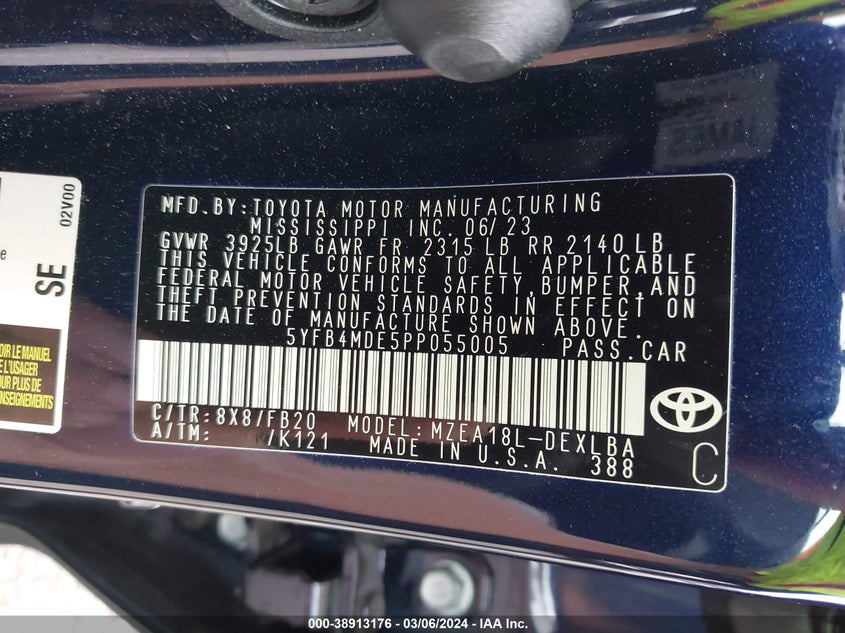 MFD.BY:TOYOTA MOTOR MANUFACTURING
MISSISSIPPI INC. 06/23
GVWR 3925LB GAWR FR. 2315 LB RR 2140 LB
THIS VEHICLE CONFORMS TO ALL APPLICABLE
FEDERAL MOTOR VEHICLE SAFETY,BUMPER,AND
THEFT PREVENTION STANDARDS IN EFFECT ON
THE DATE OF MANUFACTURE SHOWN ABOVE.
5YFB4MDE5PP055005 PASS.CAR
C/TR:8X8/FB20 MODEL:MZEA18L-DEXLBA
A/TM: /K121 MADE IN U.S.A. 388
C
02V00
SE
OIR LE MANUEL
E L'USAGER
OUR PLUS DE
ENSEIGNEMENTS
000-38913176 — 03/06/2024 — IAA Inc.